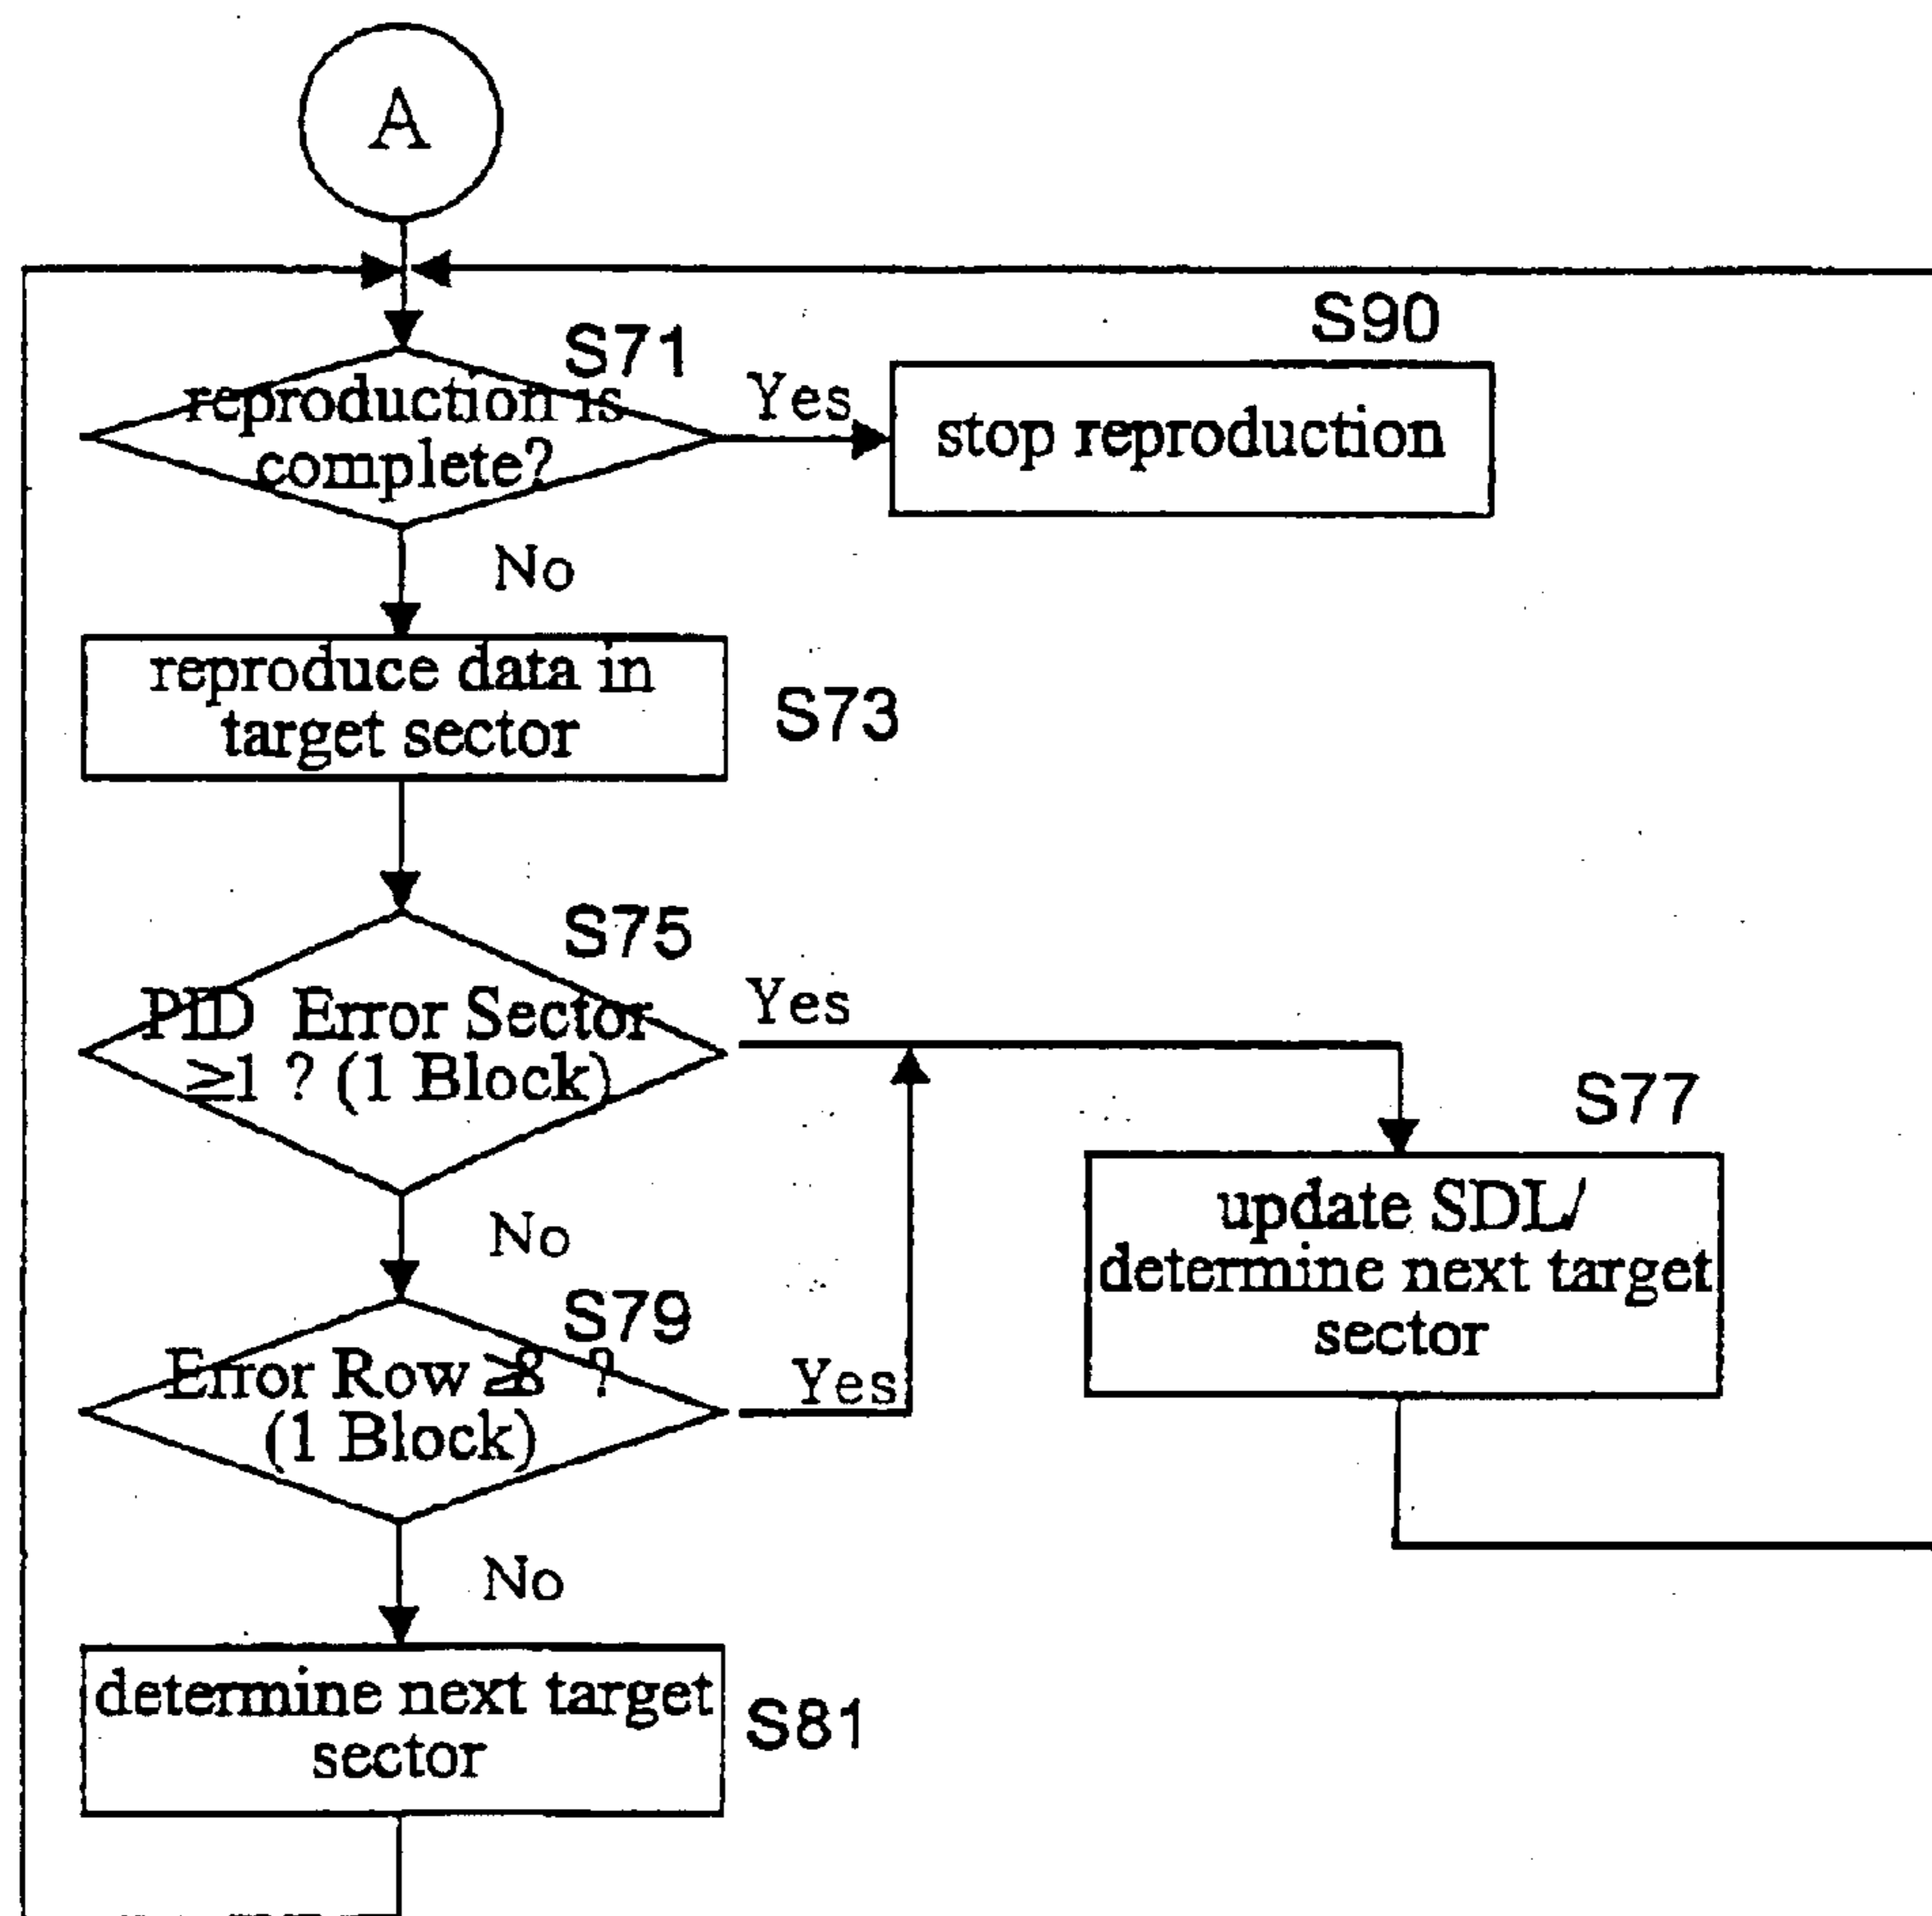 A
S71
reproduction is
complete?
Yes
S90
stop reproduction
No
reproduce data in
target sector
S73
S75
PID Error Sector
≥1 ? (1 Block)
Yes
S77
update SDL/
determine next target
sector
No
S79
Error Row ≥8 ?
(1 Block)
Yes
No
determine next target
sector
S81